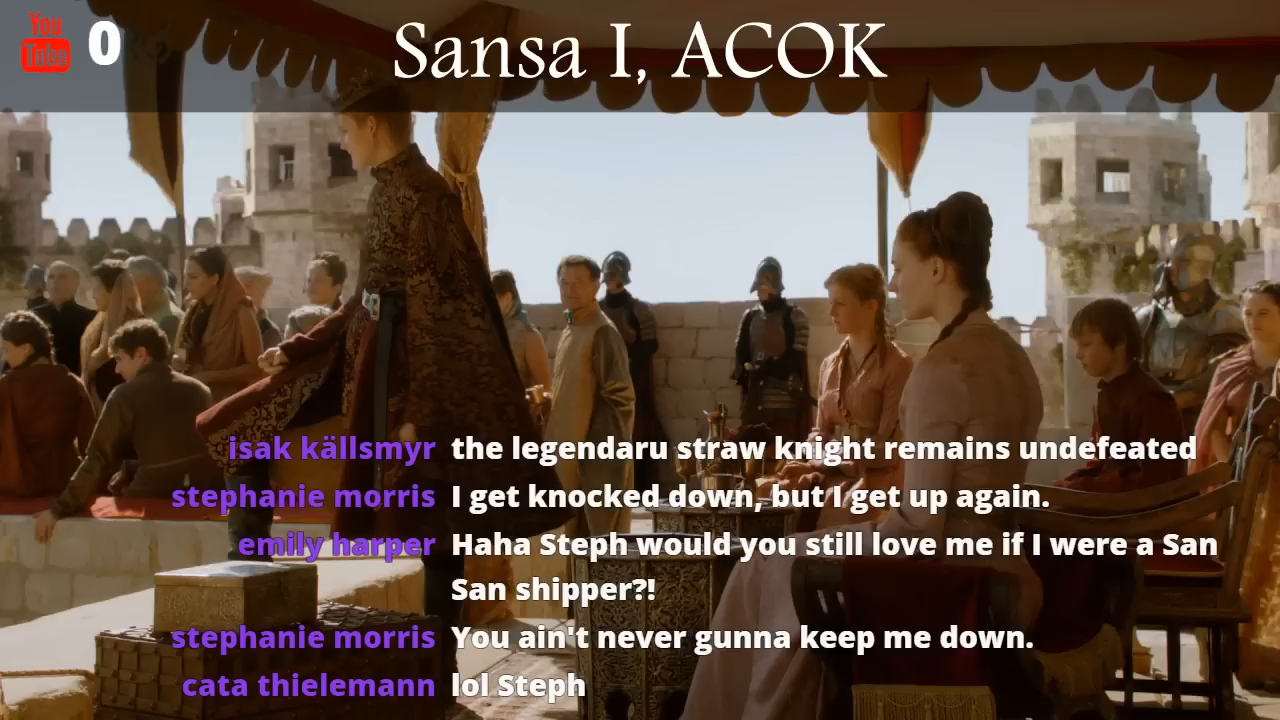 You
Tube
0
Sansa I, ACOK
isak källsmyr the legendaru straw knight remains undefeated
stephanie morris I get knocked down, but I get up again.
emily harper Haha Steph would you still love me if I were a San
San shipper?!
stephanie morris You ain't never gunna keep me down.
cata thielemann lol Steph